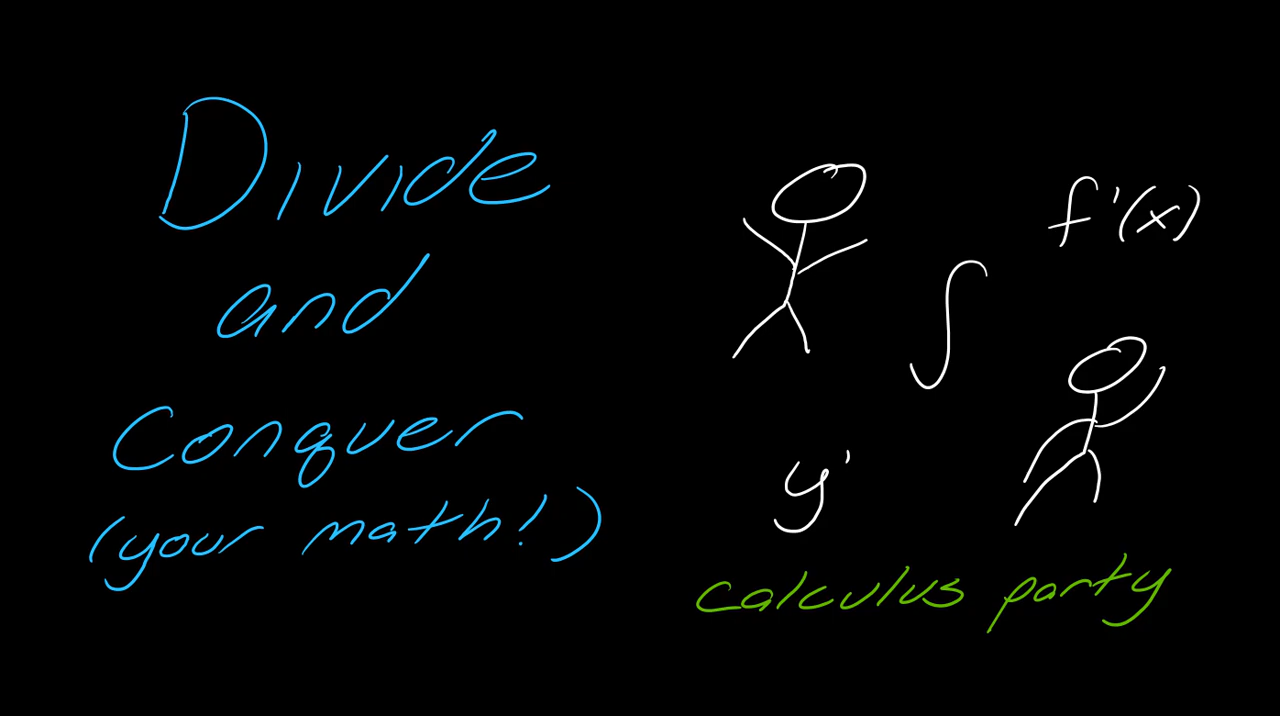 Divide
and
Conquer
(your math!)
f'(x)
∫
y'
calculus party